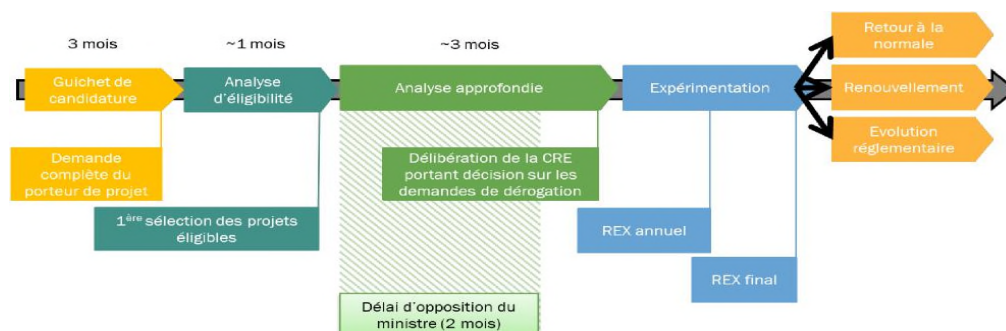 3 mois
~1 mois
~3 mois
Guichet de
candidature
Analyse
d'éligibilité
Analyse approfondie
Expérimentation
Retour à la
normale
Renouvellement
Evolution
réglementaire
Demande
complète du
porteur de projet
Délibération de la CRE
portant décision sur les
demandes de dérogation
1ère sélection des projets
éligibles
REX annuel
REX final
Délai d'opposition du
ministre (2 mois)